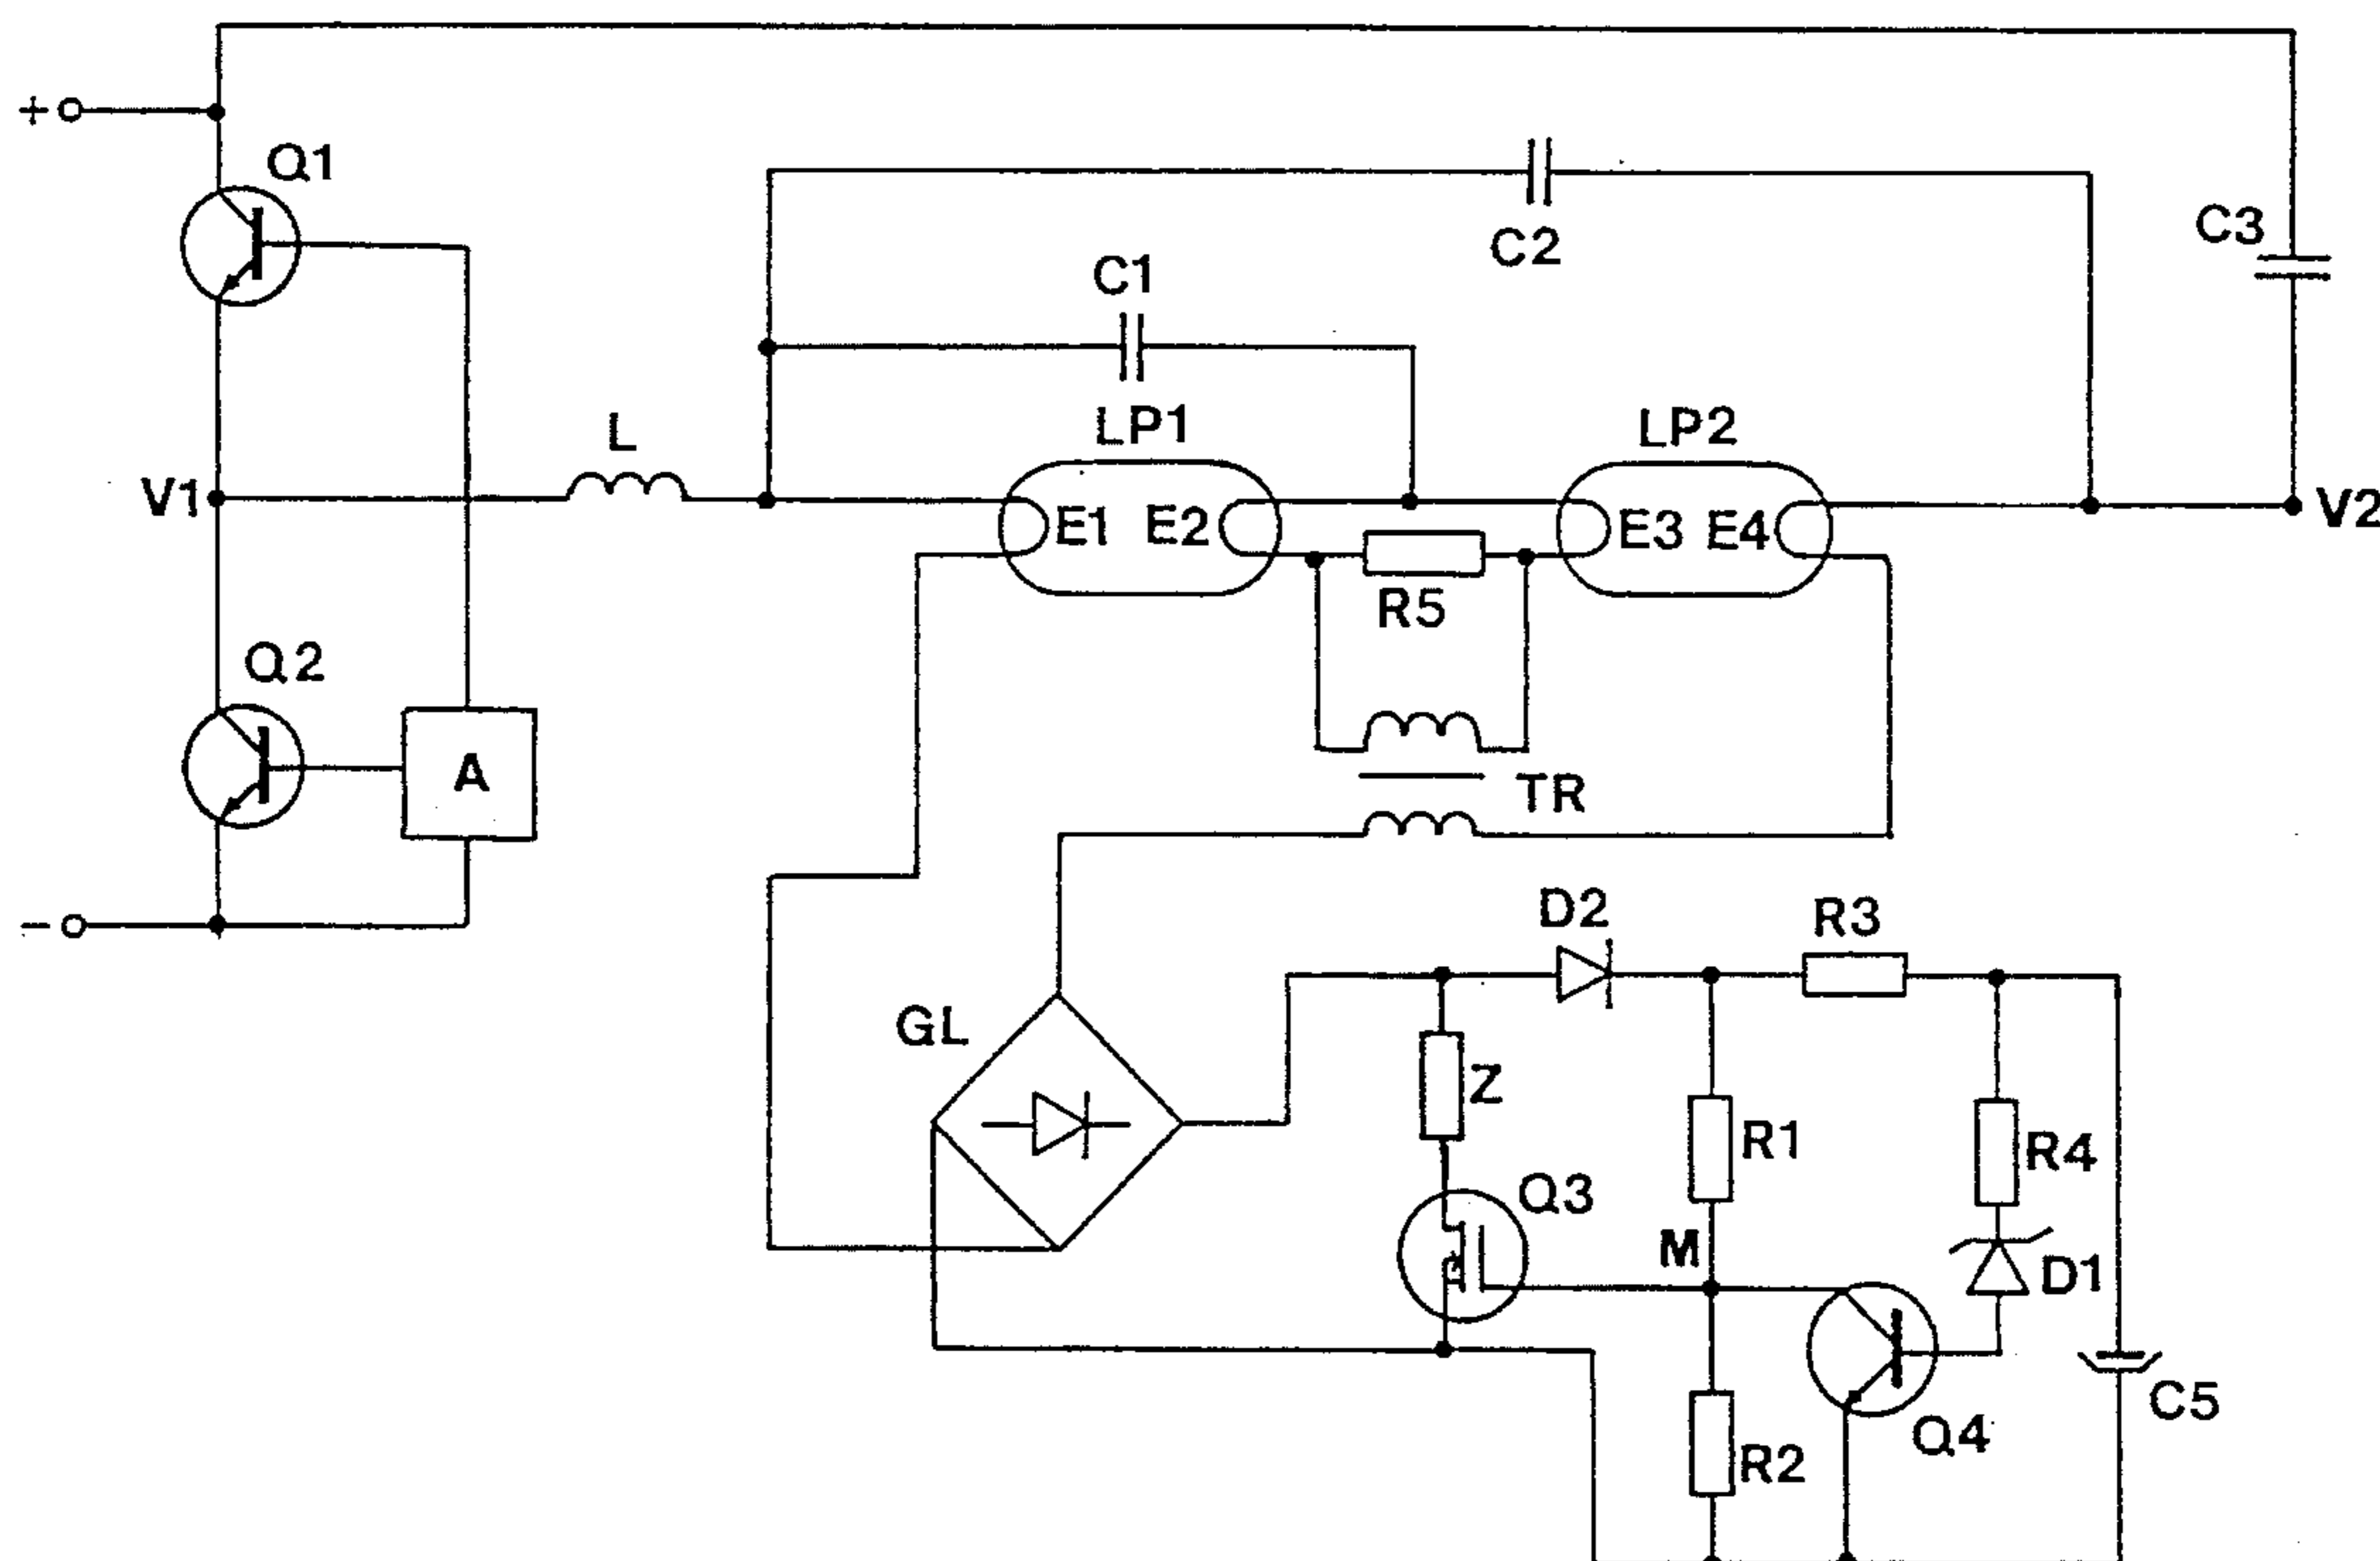 +
Q1
C2
C3
C1
LP1
LP2
L
V1
E1
E2
E3
E4
V2
R5
Q2
A
TR
D2
R3
GL
Z
R1
R4
Q3
M
D1
C5
Q4
R2
−